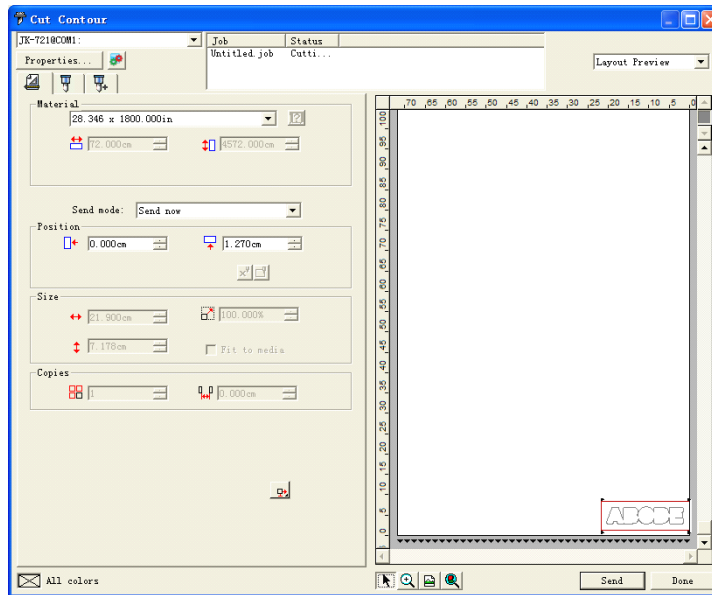 Cut Contour
JK-721@COM1:
Job Status
Untitled.job Cutti...
Properties...
Layout Preview
Material
28.346 x 1800.000in
72.000cm 4572.000cm
Send mode: Send now
Position
0.000cm 1.270cm
Size
21.900cm 100.000%
7.178cm Fit to media
Copies
1 0.000cm
70 65 60 55 50 45 40 35 30 25 20 15 10 5 0
100
95
90
85
80
75
70
65
60
55
50
45
40
35
30
25
20
15
10
5
0
ABCDE
All colors
Send Done